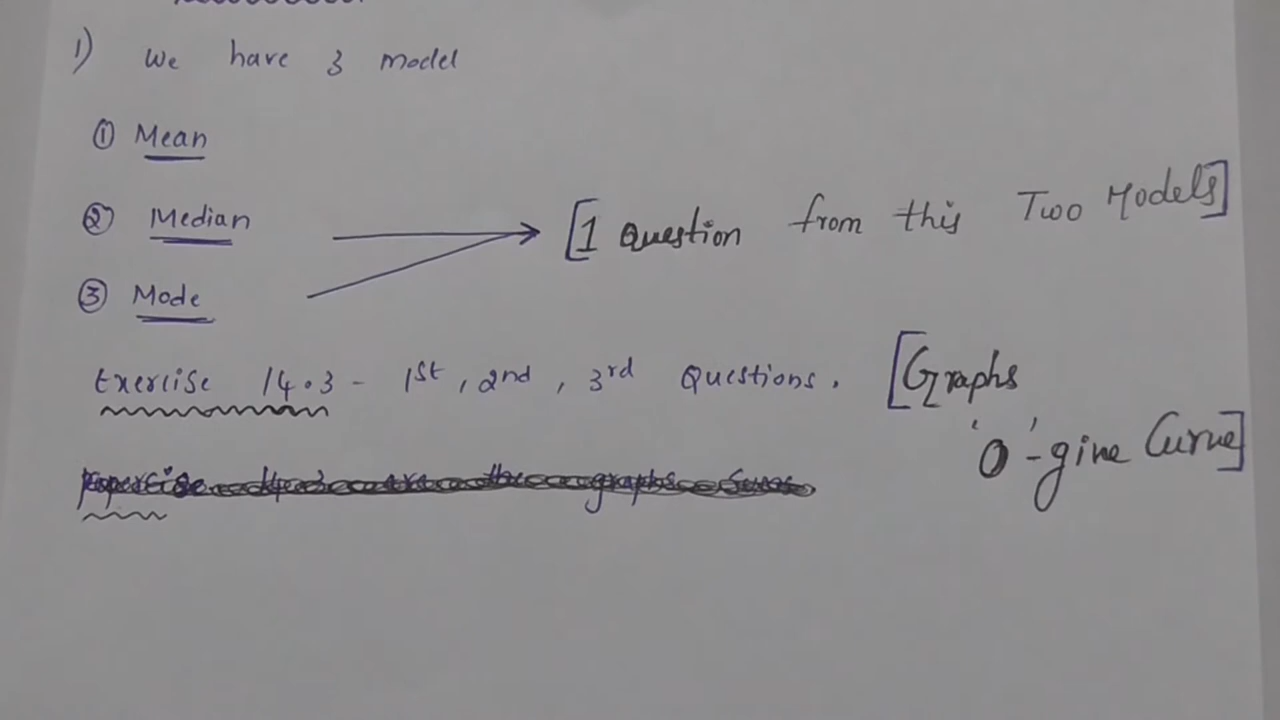 1) We have 3 model
① Mean
② Median
[1 Question from this Two Models]
③ Mode
Exercise 14.3 - 1st, 2nd, 3rd Questions.
[Graphs
'O'-give Curve]